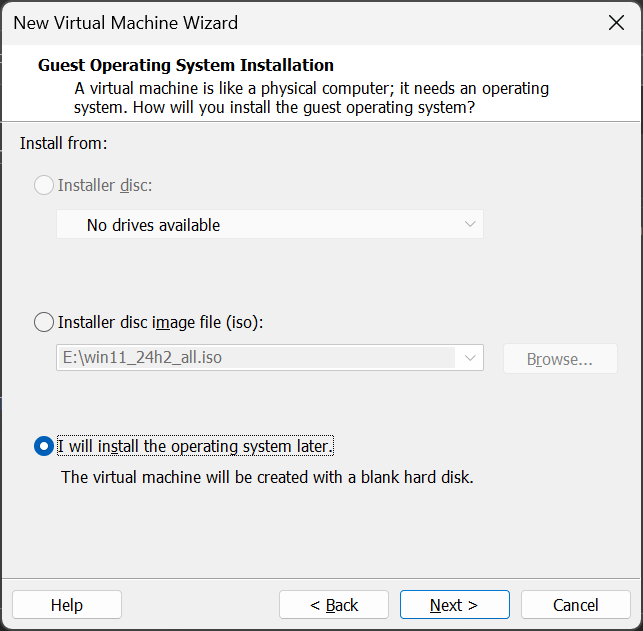 New Virtual Machine Wizard
Guest Operating System Installation
A virtual machine is like a physical computer; it needs an operating
system. How will you install the guest operating system?
Install from:
Installer disc:
No drives available
Installer disc image file (iso):
E:\win11_24h2_all.iso
Browse...
I will install the operating system later.
The virtual machine will be created with a blank hard disk.
Help
< Back
Next >
Cancel